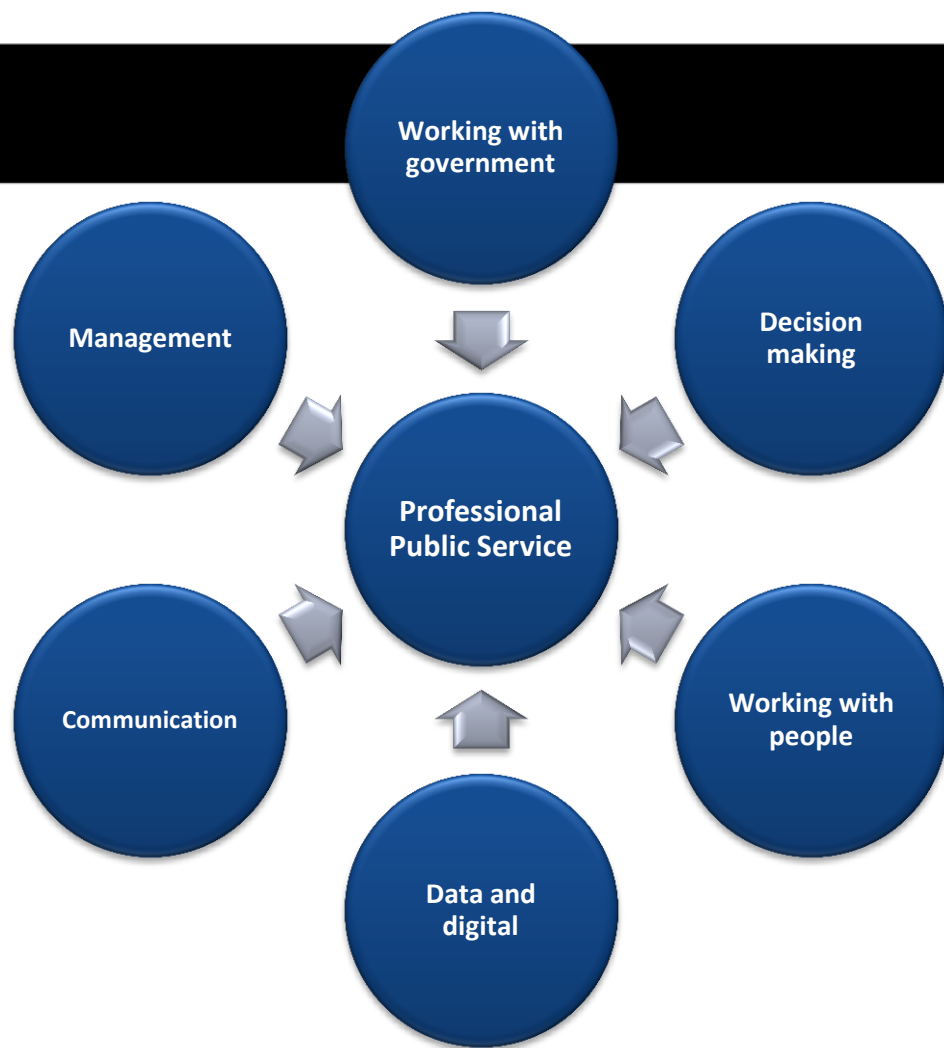 Working with
government
Management
Decision
making
Professional
Public Service
Communication
Working with
people
Data and
digital